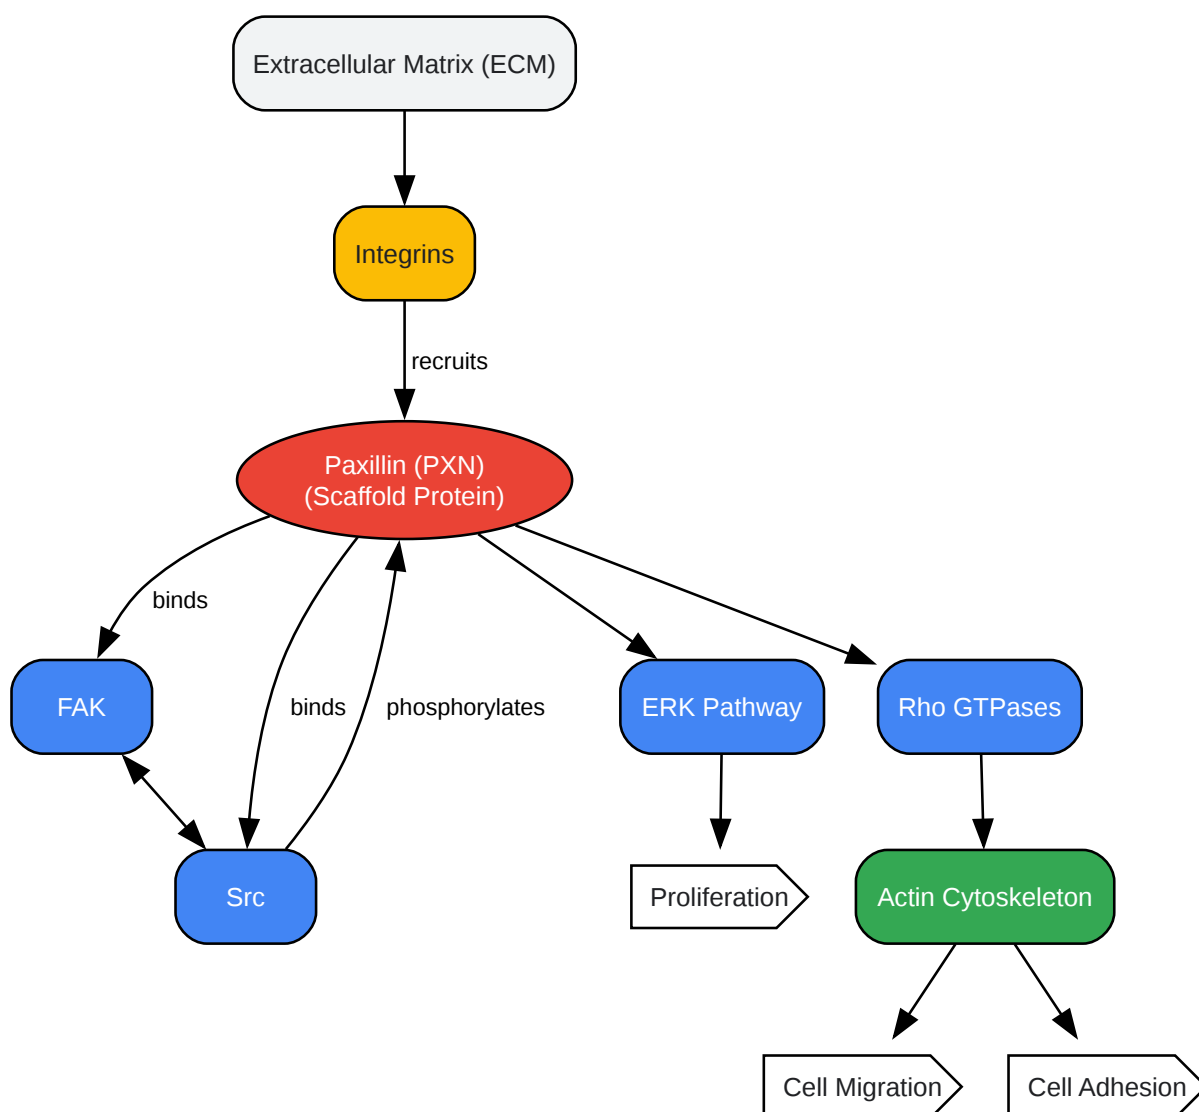 Extracellular Matrix (ECM)
Integrins
recruits
Paxillin (PXN)
(Scaffold Protein)
binds
FAK
binds
phosphorylates
ERK Pathway
Rho GTPases
Src
Proliferation
Actin Cytoskeleton
Cell Migration
Cell Adhesion